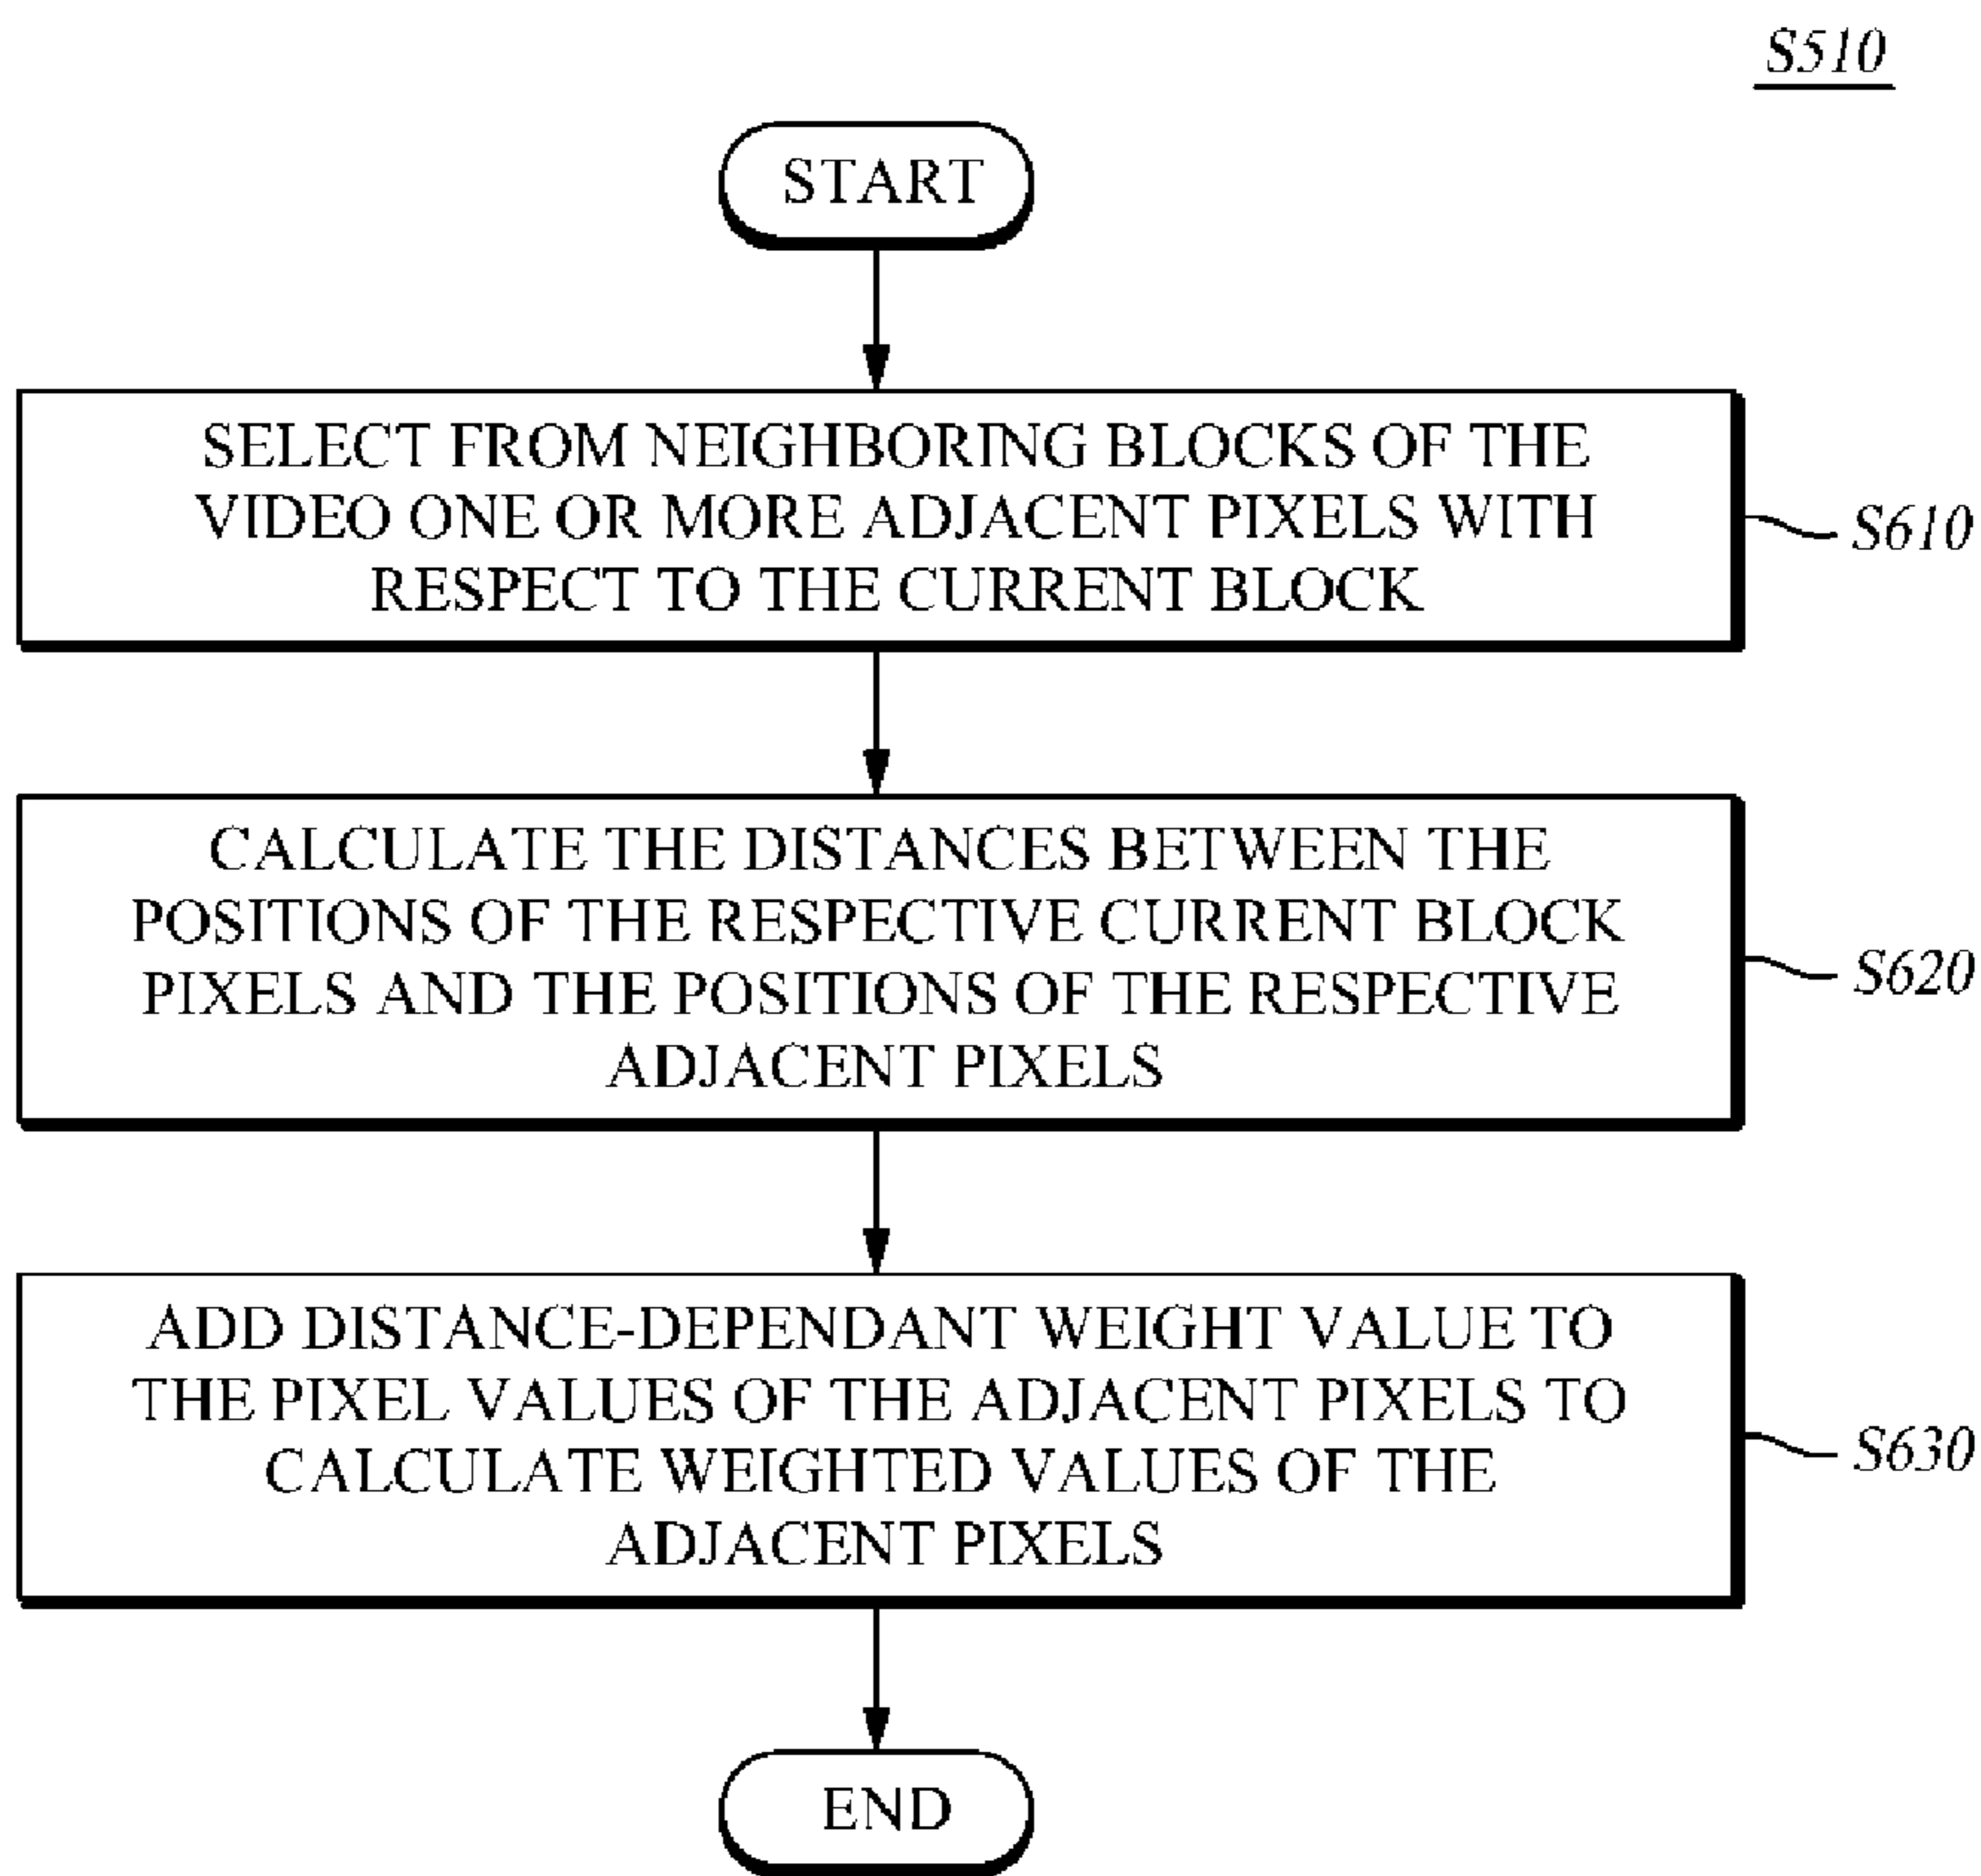 S510
START
SELECT FROM NEIGHBORING BLOCKS OF THE
VIDEO ONE OR MORE ADJACENT PIXELS WITH
RESPECT TO THE CURRENT BLOCK
S610
CALCULATE THE DISTANCES BETWEEN THE
POSITIONS OF THE RESPECTIVE CURRENT BLOCK
PIXELS AND THE POSITIONS OF THE RESPECTIVE
ADJACENT PIXELS
S620
ADD DISTANCE-DEPENDANT WEIGHT VALUE TO
THE PIXEL VALUES OF THE ADJACENT PIXELS TO
CALCULATE WEIGHTED VALUES OF THE
ADJACENT PIXELS
S630
END